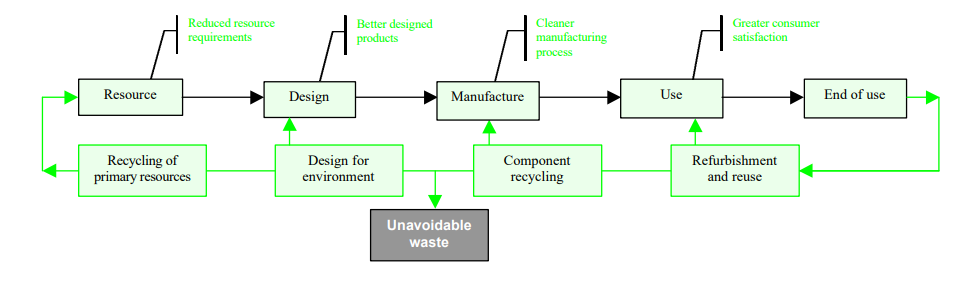 Reduced resource
requirements
Better designed
products
Cleaner
manufacturing
process
Greater consumer
satisfaction
Resource
Design
Manufacture
Use
End of use
Recycling of
primary resources
Design for
environment
Component
recycling
Refurbishment
and reuse
Unavoidable
waste